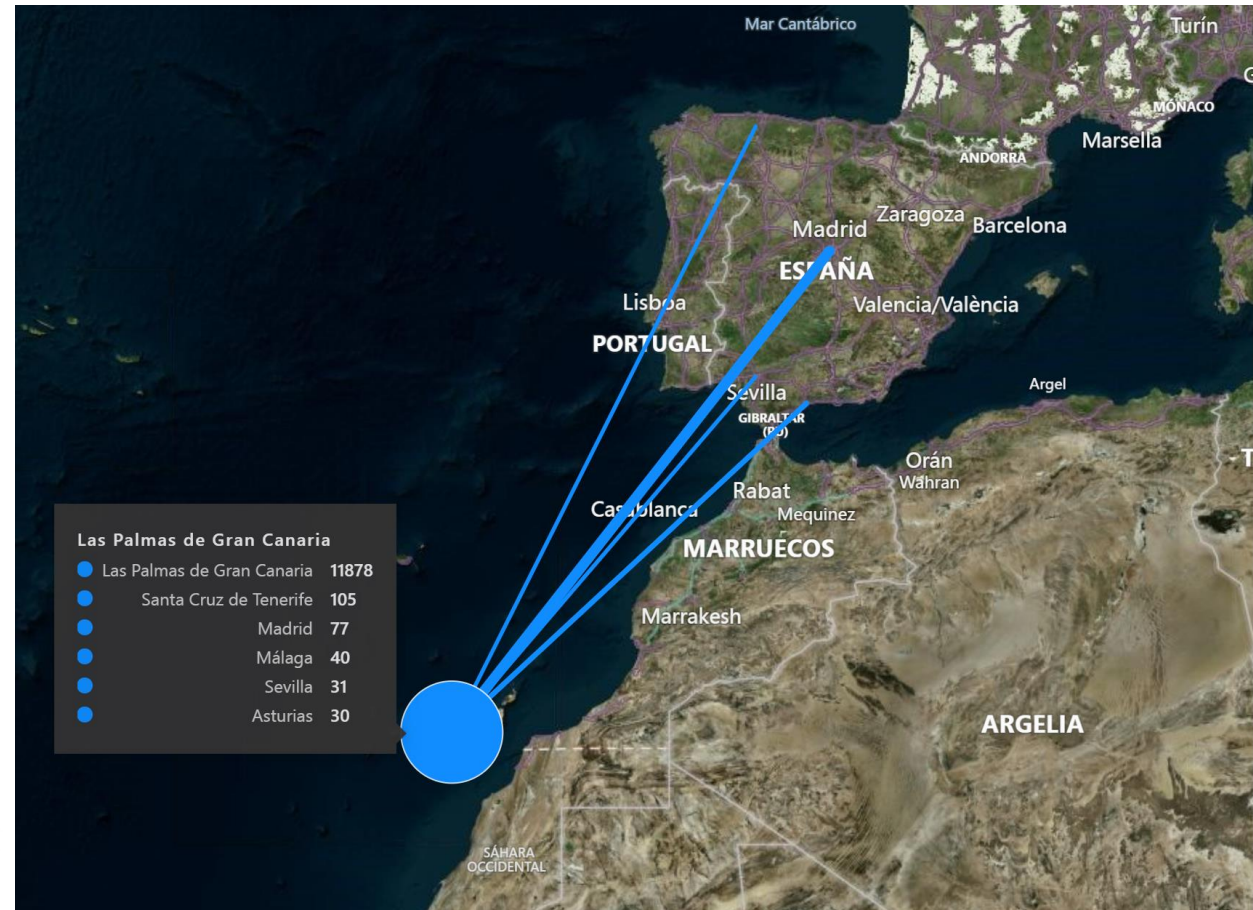 Mar Cantábrico
Turín
MÓNACO
Marsella
ANDORRA
Zaragoza
Barcelona
Madrid
ESPAÑA
Lisboa
Valencia/València
PORTUGAL
Sevilla
Argel
GIBRALTAR
(RU)
Orán
Wahran
Rabat
Casablanca
Mequinez
MARRUECOS
Marrakesh
ARGELIA
SÁHARA
OCCIDENTAL
Las Palmas de Gran Canaria
Las Palmas de Gran Canaria 11878
Santa Cruz de Tenerife 105
Madrid 77
Málaga 40
Sevilla 31
Asturias 30